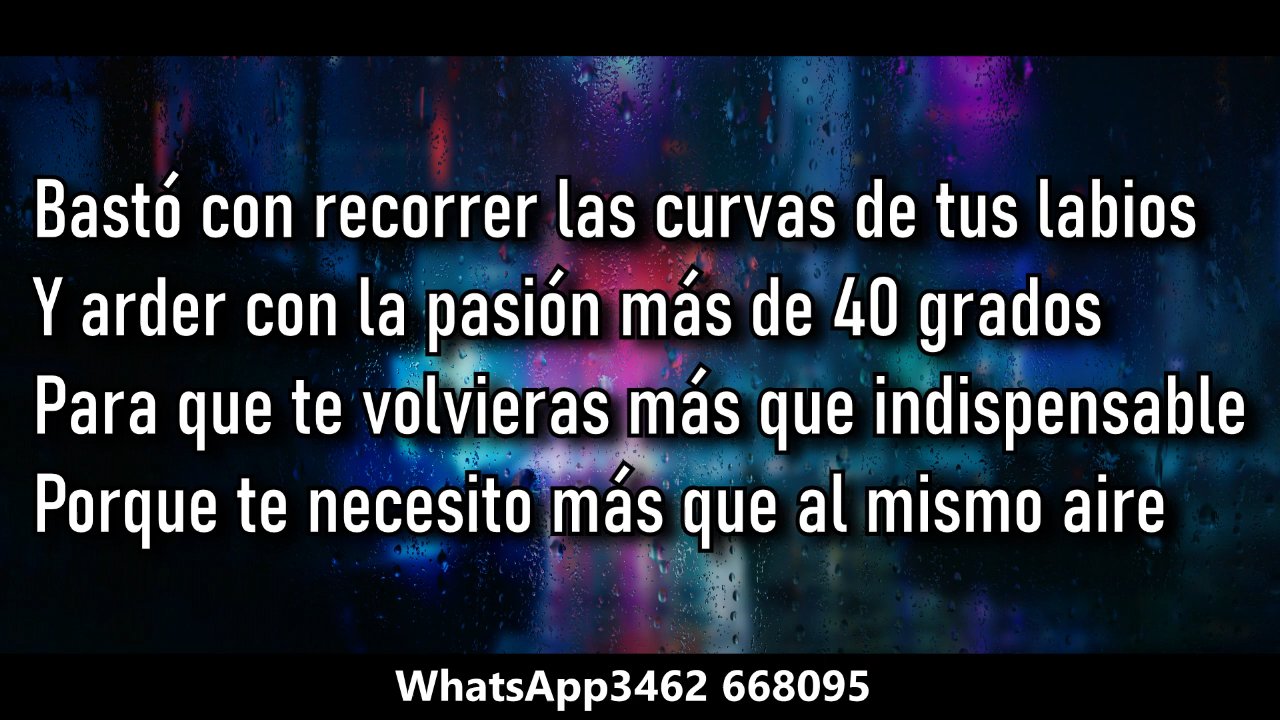 Bastó con recorrer las curvas de tus labios
Y arder con la pasión más de 40 grados
Para que te volvieras más que indispensable
Porque te necesito más que al mismo aire
WhatsApp3462 668095